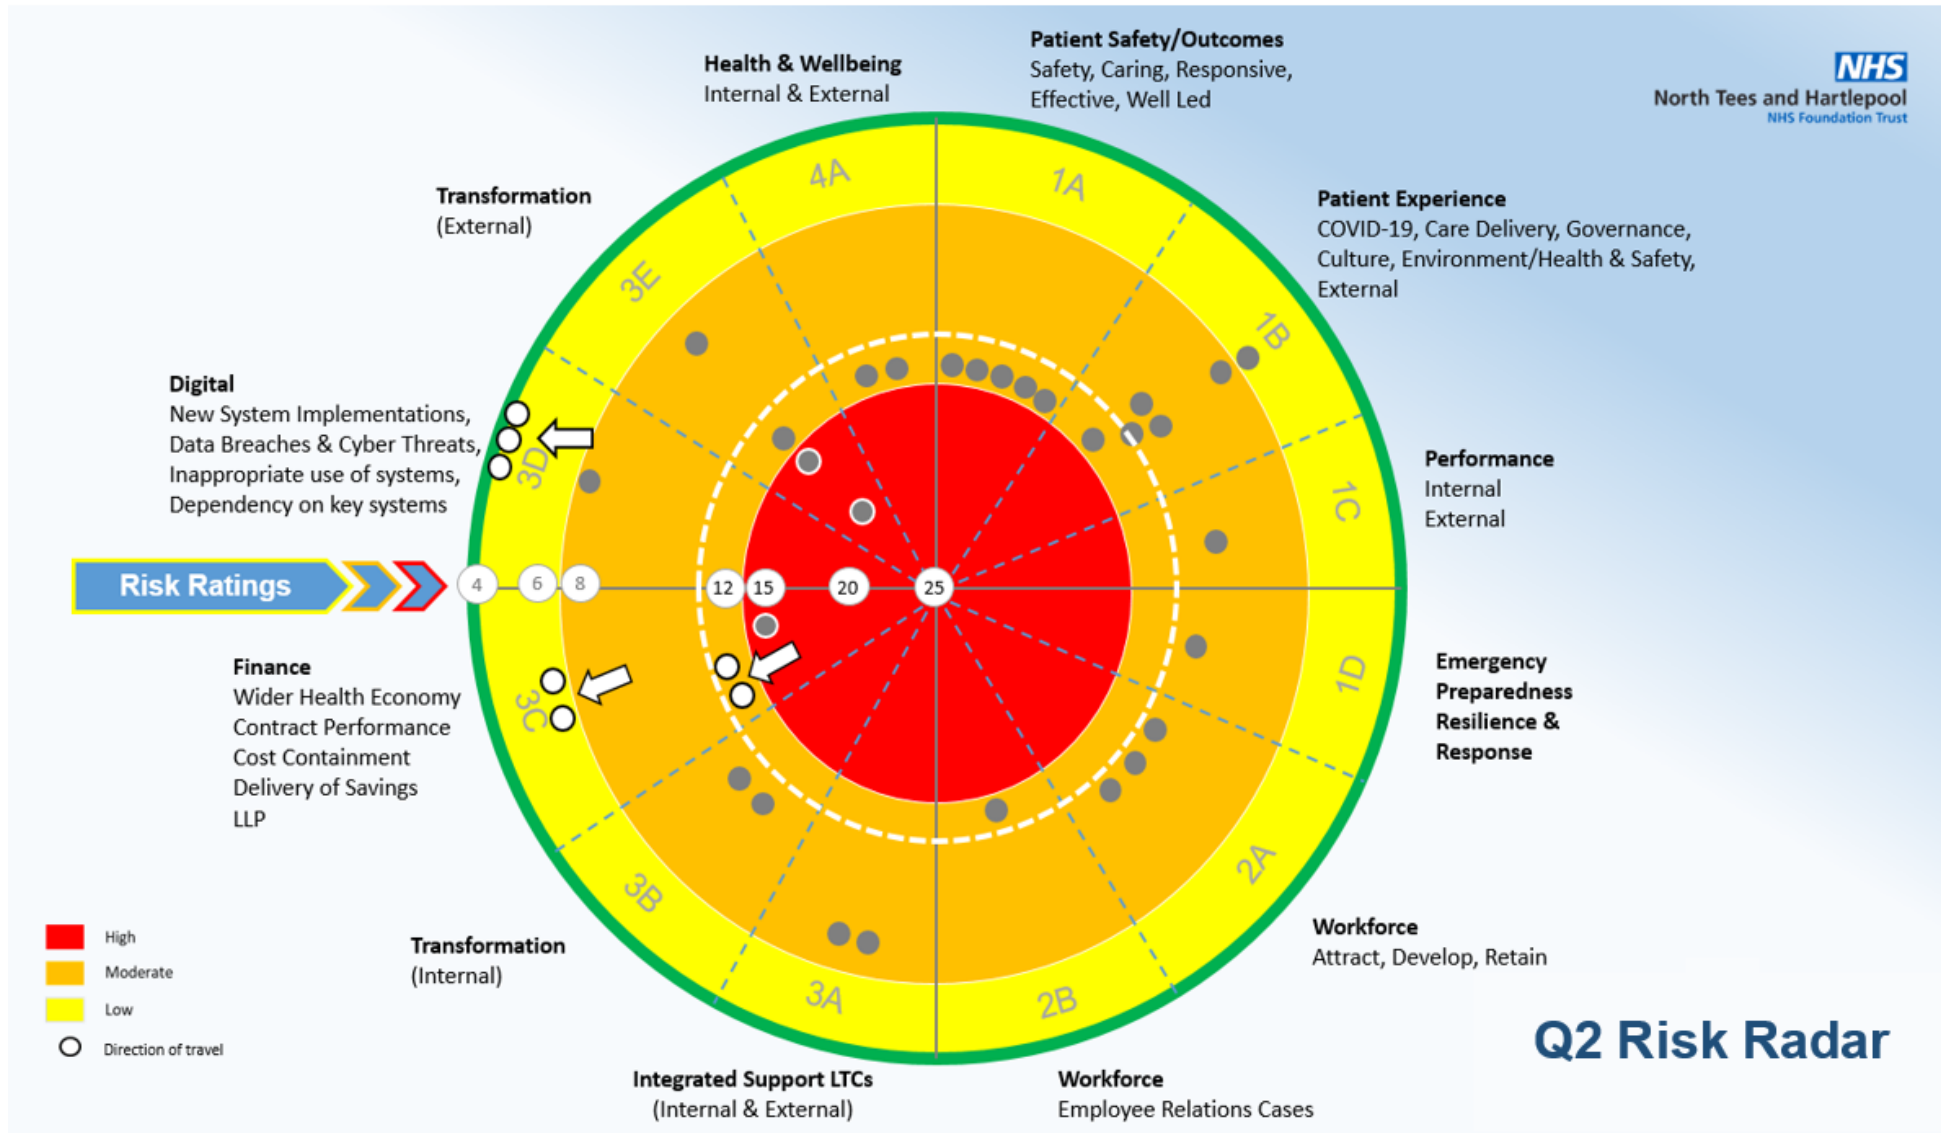 Patient Safety/Outcomes
Safety, Caring, Responsive,
Effective, Well Led
Health & Wellbeing
Internal & External
NHS
North Tees and Hartlepool
NHS Foundation Trust
Transformation
(External)
Patient Experience
COVID-19, Care Delivery, Governance,
Culture, Environment/Health & Safety,
External
4A
1A
3E
1B
Digital
New System Implementations,
Data Breaches & Cyber Threats,
Inappropriate use of systems,
Dependency on key systems
3D
1C
Performance
Internal
External
Risk Ratings
4
6
8
12
15
20
25
Finance
Wider Health Economy
Contract Performance
Cost Containment
Delivery of Savings
LLP
3C
1D
Emergency
Preparedness
Resilience &
Response
3B
2A
3A
2B
High
Moderate
Low
Direction of travel
Transformation
(Internal)
Workforce
Attract, Develop, Retain
Integrated Support LTCs
(Internal & External)
Workforce
Employee Relations Cases
Q2 Risk Radar